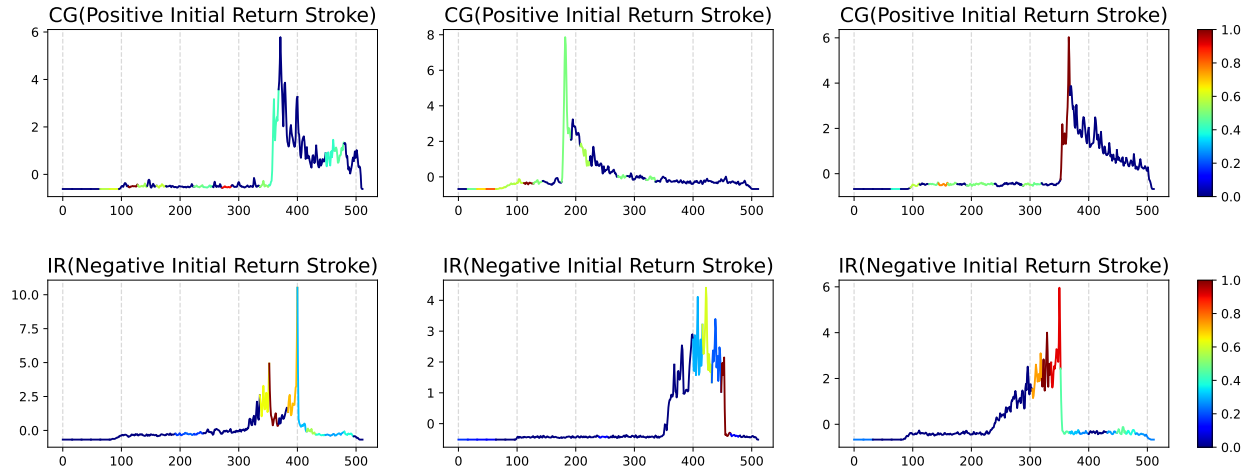 CG(Positive Initial Return Stroke) CG(Positive Initial Return Stroke) CG(Positive Initial Return Stroke)
6 8 6 1.0
4 6 4 0.8
2 4 2 0.6
0 2 0 0.4
0 0.2
0.0
0 100 200 300 400 500 0 100 200 300 400 500 0 100 200 300 400 500
IR(Negative Initial Return Stroke) IR(Negative Initial Return Stroke) IR(Negative Initial Return Stroke)
10.0 4 6 1.0
7.5 3 4 0.8
5.0 2 2 0.6
2.5 1 0 0.4
0.0 0 0.2
0.0
0 100 200 300 400 500 0 100 200 300 400 500 0 100 200 300 400 500